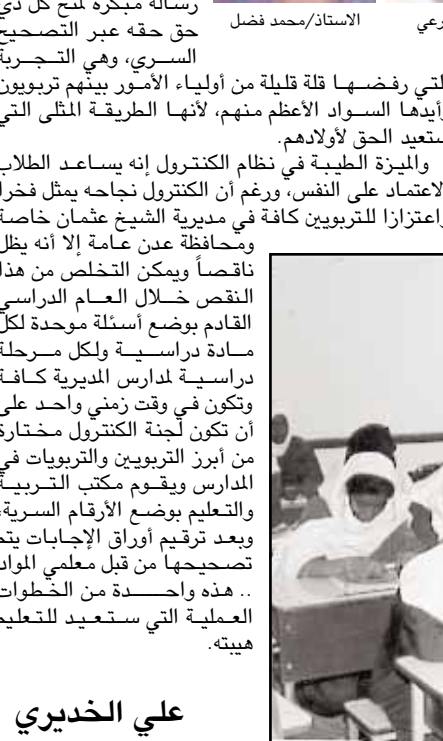 رسالة مبكرة لمنح كل ذي
حق حقه عبر التصحيح
السري، وهي التجربة
رعي
الاستاذ/محمد فضل
التي رفضها قلة قليلة من أولياء الأمور بينهم تربويون
وأيدها السواد الأعظم منهم، لأنها الطريقة المثلى التي
ستعيد الحق لأولادهم.
والميزة الطيبة في نظام الكنترول إنه يساعد الطلاب
الاعتماد على النفس، ورغم أن الكنترول نجاحه يمثل فخرا
واعتزازا للتربويين كافة في مديرية الشيخ عثمان خاصة
ومحافظة عدن عامة إلا أنه يظل
ناقصاً ويمكن التخلص من هذا
النقص خلال العام الدراسي
القادم بوضع أسئلة موحدة لكل
مادة دراسية ولكل مرحلة
دراسية لمدارس المديرية كافة
وتكون في وقت زمني واحد على
أن تكون لجنة الكنترول مختارة
من أبرز التربويين والتربويات في
المدارس ويقوم مكتب التربية
والتعليم بوضع الأرقام السرية،
وبعد ترقيم أوراق الإجابات يتم
تصحيحها من قبل معلمي المواد
.. هذه واحدة من الخطوات
العملية التي ستعيد للتعليم
هيبته.
علي الخديري